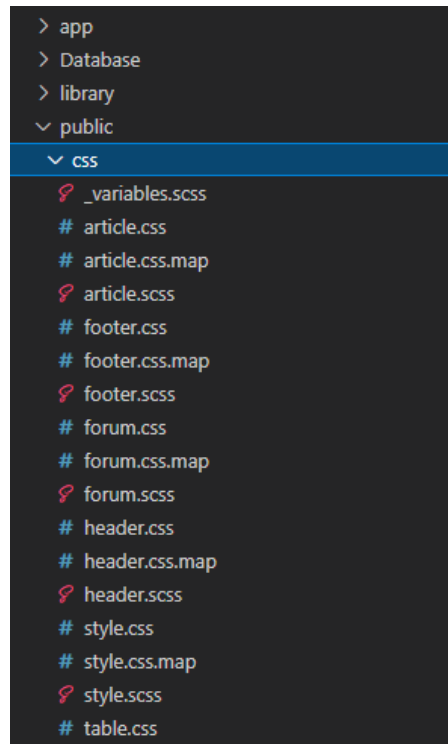 app
Database
library
public
css
_variables.scss
article.css
article.css.map
article.scss
footer.css
footer.css.map
footer.scss
forum.css
forum.css.map
forum.scss
header.css
header.css.map
header.scss
style.css
style.css.map
style.scss
table.css